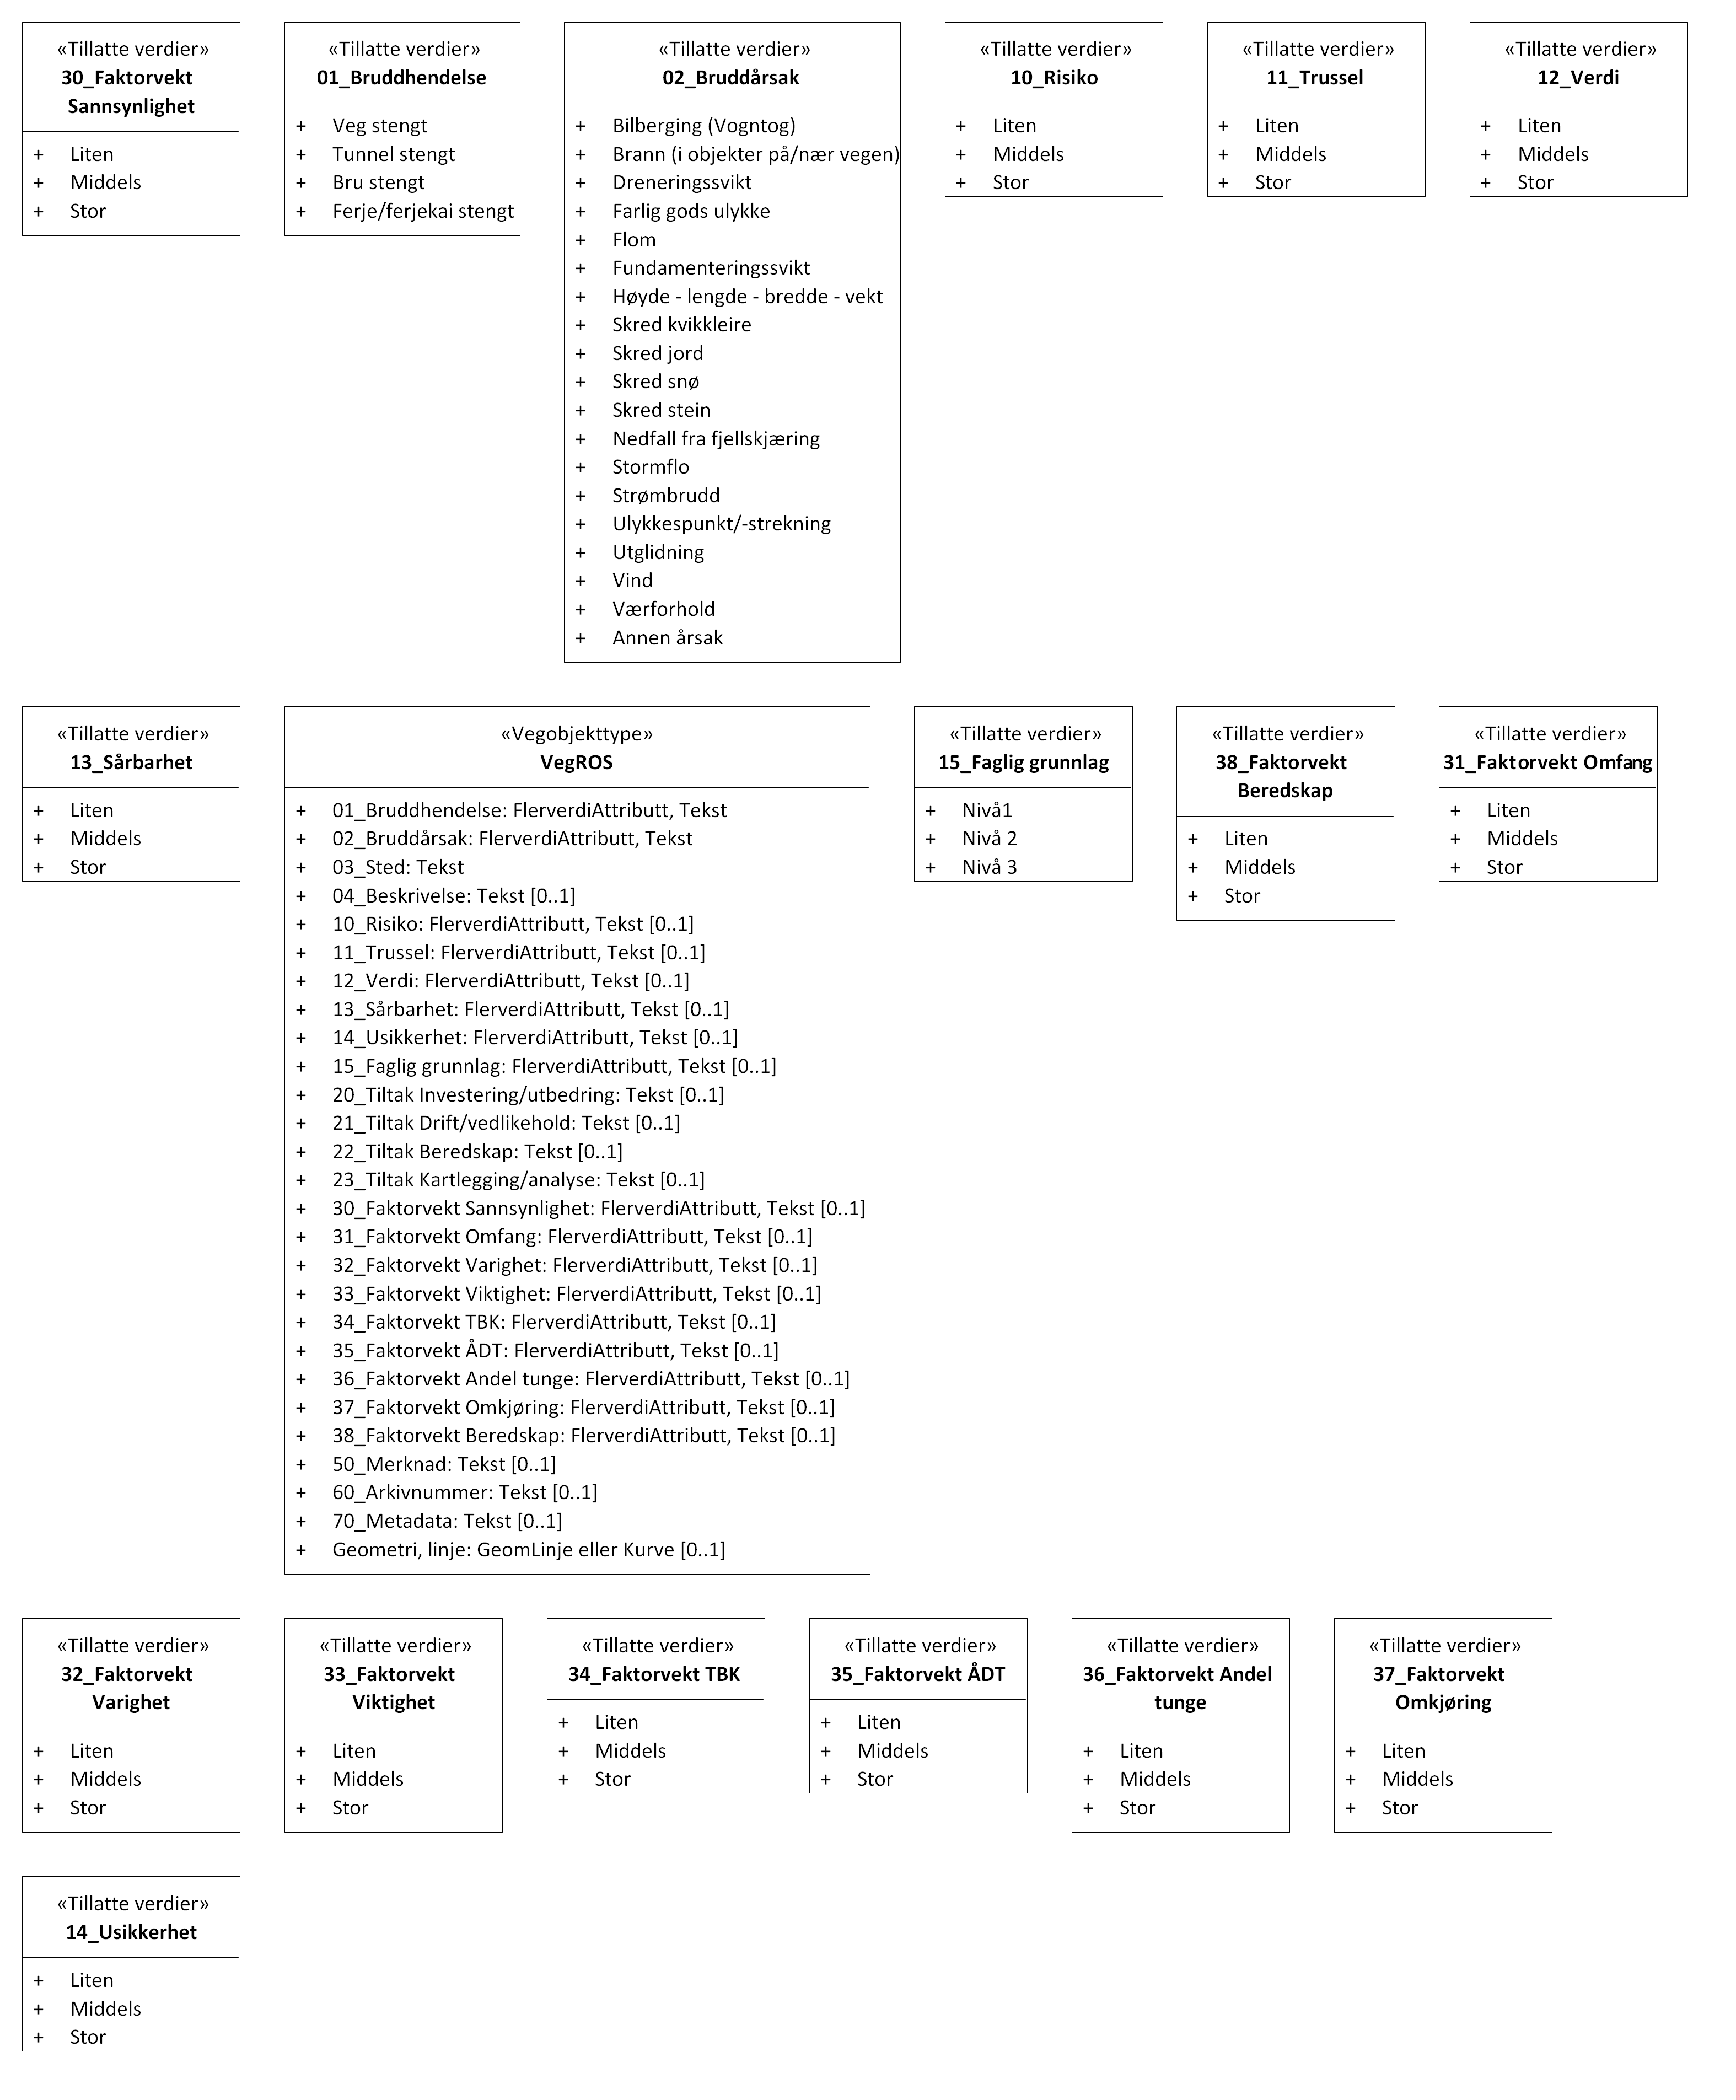 «Tillatte verdier»
30_Faktorvekt
Sannsynlighet
+ Liten
+ Middels
+ Stor
«Tillatte verdier»
01_Bruddhendelse
+ Veg stengt
+ Tunnel stengt
+ Bru stengt
+ Ferje/ferjekai stengt
«Tillatte verdier»
02_Bruddårsak
+ Bilberging (Vogntog)
+ Brann (i objekter på/nær vegen)
+ Dreneringssvikt
+ Farlig gods ulykke
+ Flom
+ Fundamenteringssvikt
+ Høyde - lengde - bredde - vekt
+ Skred kvikkleire
+ Skred jord
+ Skred snø
+ Skred stein
+ Nedfall fra fjellskjæring
+ Stormflo
+ Strømbrudd
+ Ulykkespunkt/-strekning
+ Utglidning
+ Vind
+ Værforhold
+ Annen årsak
«Tillatte verdier»
10_Risiko
+ Liten
+ Middels
+ Stor
«Tillatte verdier»
11_Trussel
+ Liten
+ Middels
+ Stor
«Tillatte verdier»
12_Verdi
+ Liten
+ Middels
+ Stor
«Tillatte verdier»
13_Sårbarhet
+ Liten
+ Middels
+ Stor
«Vegobjekttype»
VegROS
+ 01_Bruddhendelse: FlerverdiAttributt, Tekst
+ 02_Bruddårsak: FlerverdiAttributt, Tekst
+ 03_Sted: Tekst
+ 04_Beskrivelse: Tekst [0..1]
+ 10_Risiko: FlerverdiAttributt, Tekst [0..1]
+ 11_Trussel: FlerverdiAttributt, Tekst [0..1]
+ 12_Verdi: FlerverdiAttributt, Tekst [0..1]
+ 13_Sårbarhet: FlerverdiAttributt, Tekst [0..1]
+ 14_Usikkerhet: FlerverdiAttributt, Tekst [0..1]
+ 15_Faglig grunnlag: FlerverdiAttributt, Tekst [0..1]
+ 20_Tiltak Investering/utbedring: Tekst [0..1]
+ 21_Tiltak Drift/vedlikehold: Tekst [0..1]
+ 22_Tiltak Beredskap: Tekst [0..1]
+ 23_Tiltak Kartlegging/analyse: Tekst [0..1]
+ 30_Faktorvekt Sannsynlighet: FlerverdiAttributt, Tekst [0..1]
+ 31_Faktorvekt Omfang: FlerverdiAttributt, Tekst [0..1]
+ 32_Faktorvekt Varighet: FlerverdiAttributt, Tekst [0..1]
+ 33_Faktorvekt Viktighet: FlerverdiAttributt, Tekst [0..1]
+ 34_Faktorvekt TBK: FlerverdiAttributt, Tekst [0..1]
+ 35_Faktorvekt ÅDT: FlerverdiAttributt, Tekst [0..1]
+ 36_Faktorvekt Andel tunge: FlerverdiAttributt, Tekst [0..1]
+ 37_Faktorvekt Omkjøring: FlerverdiAttributt, Tekst [0..1]
+ 38_Faktorvekt Beredskap: FlerverdiAttributt, Tekst [0..1]
+ 50_Merknad: Tekst [0..1]
+ 60_Arkivnummer: Tekst [0..1]
+ 70_Metadata: Tekst [0..1]
+ Geometri, linje: GeomLinje eller Kurve [0..1]
«Tillatte verdier»
15_Faglig grunnlag
+ Nivå1
+ Nivå 2
+ Nivå 3
«Tillatte verdier»
38_Faktorvekt
Beredskap
+ Liten
+ Middels
+ Stor
«Tillatte verdier»
31_Faktorvekt Omfang
+ Liten
+ Middels
+ Stor
«Tillatte verdier»
32_Faktorvekt
Varighet
+ Liten
+ Middels
+ Stor
«Tillatte verdier»
33_Faktorvekt
Viktighet
+ Liten
+ Middels
+ Stor
«Tillatte verdier»
34_Faktorvekt TBK
+ Liten
+ Middels
+ Stor
«Tillatte verdier»
35_Faktorvekt ÅDT
+ Liten
+ Middels
+ Stor
«Tillatte verdier»
36_Faktorvekt Andel
tunge
+ Liten
+ Middels
+ Stor
«Tillatte verdier»
37_Faktorvekt
Omkjøring
+ Liten
+ Middels
+ Stor
«Tillatte verdier»
14_Usikkerhet
+ Liten
+ Middels
+ Stor